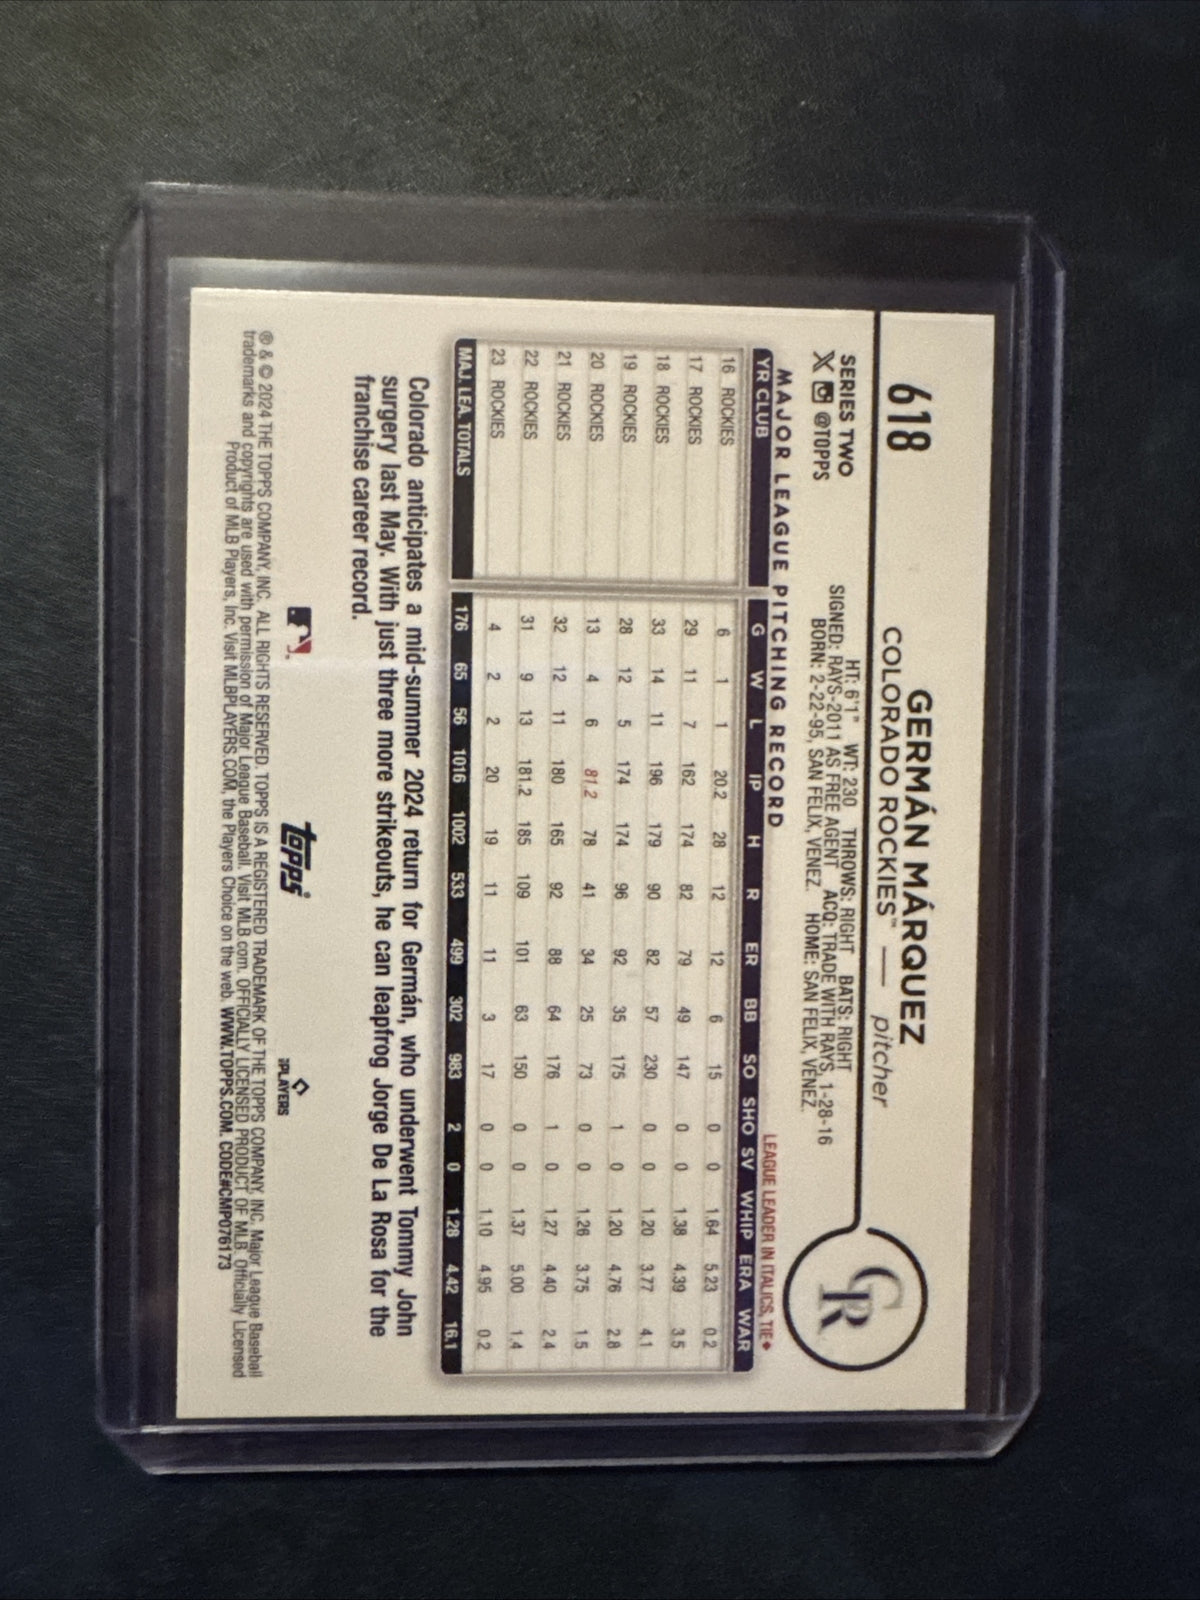 618
GERMÁN MÁRQUEZ
COLORADO ROCKIES™ — pitcher
CR
SERIES TWO
@TOPPS
HT: 6'1" WT: 230 THROWS: RIGHT BATS: RIGHT
SIGNED: RAYS-2011 AS FREE AGENT ACQ: TRADE WITH RAYS, 1-28-16
BORN: 2-22-95, SAN FELIX, VENEZ. HOME: SAN FELIX, VENEZ.
MAJOR LEAGUE PITCHING RECORD
LEAGUE LEADER IN ITALICS, TIE♦
YR CLUB G W L IP H R ER BB SO SHO SV WHIP ERA WAR
16 ROCKIES 6 1 1 20.2 28 12 12 6 15 0 0 1.64 5.23 0.2
17 ROCKIES 29 11 7 162 174 82 79 49 147 0 0 1.38 4.39 3.5
18 ROCKIES 33 14 11 196 179 90 82 57 230 0 0 1.20 3.77 4.1
19 ROCKIES 28 12 5 174 174 96 92 35 175 1 0 1.20 4.76 2.8
20 ROCKIES 13 4 6 81.2 78 41 34 25 73 0 0 1.26 3.75 1.5
21 ROCKIES 32 12 11 180 165 92 88 64 176 1 0 1.27 4.40 2.4
22 ROCKIES 31 9 13 181.2 185 109 101 63 150 0 0 1.37 5.00 1.4
23 ROCKIES 4 2 2 20 19 11 11 3 17 0 0 1.10 4.95 0.2
MAJ. LEA. TOTALS 176 65 56 1016 1002 533 499 302 983 2 0 1.28 4.42 16.1
Colorado anticipates a mid-summer 2024 return for Germán, who underwent Tommy John
surgery last May. With just three more strikeouts, he can leapfrog Jorge De La Rosa for the
franchise career record.
topps
PLAYERS
® & © 2024 THE TOPPS COMPANY, INC. ALL RIGHTS RESERVED. TOPPS IS A REGISTERED TRADEMARK OF THE TOPPS COMPANY, INC. Major League Baseball
trademarks and copyrights are used with permission of Major League Baseball. Visit MLB.com. OFFICIALLY LICENSED PRODUCT OF MLB. Officially Licensed
Product of MLB Players, Inc. Visit MLBPLAYERS.COM, the Players Choice on the web. WWW.TOPPS.COM. CODE#CMP076173